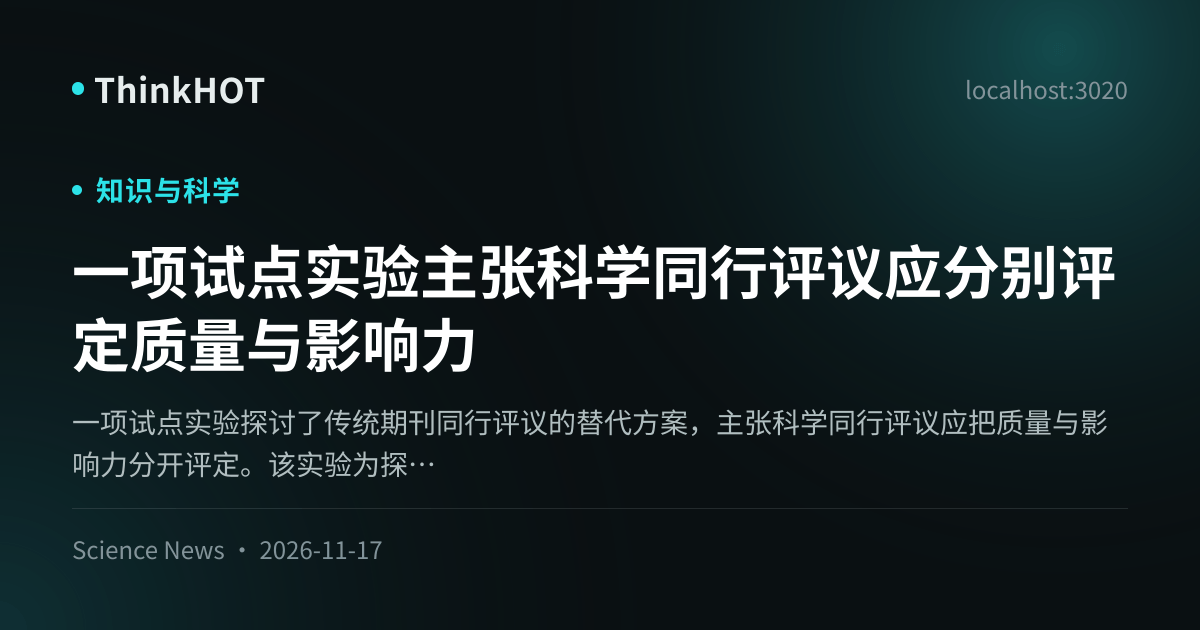 ThinkHOT
localhost:3020
知识与科学
一项试点实验主张科学同行评议应分别评
定质量与影响力
一项试点实验探讨了传统期刊同行评议的替代方案，主张科学同行评议应把质量与影
响力分开评定。该实验为探…
Science News • 2026-11-17